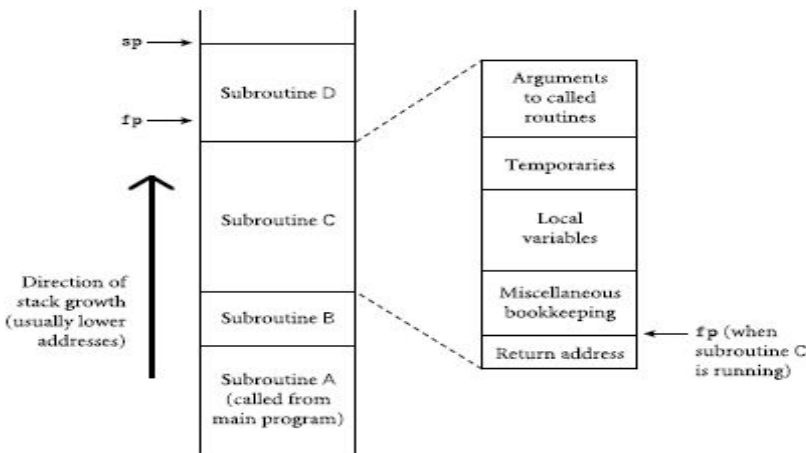 sp
Subroutine D
fp
Subroutine C
Direction of
stack growth
(usually lower
addresses)
Subroutine B
Subroutine A
(called from
main program)
Arguments
to called
routines
Temporaries
Local
variables
Miscellaneous
bookkeeping
Return address
fp (when
subroutine C
is running)